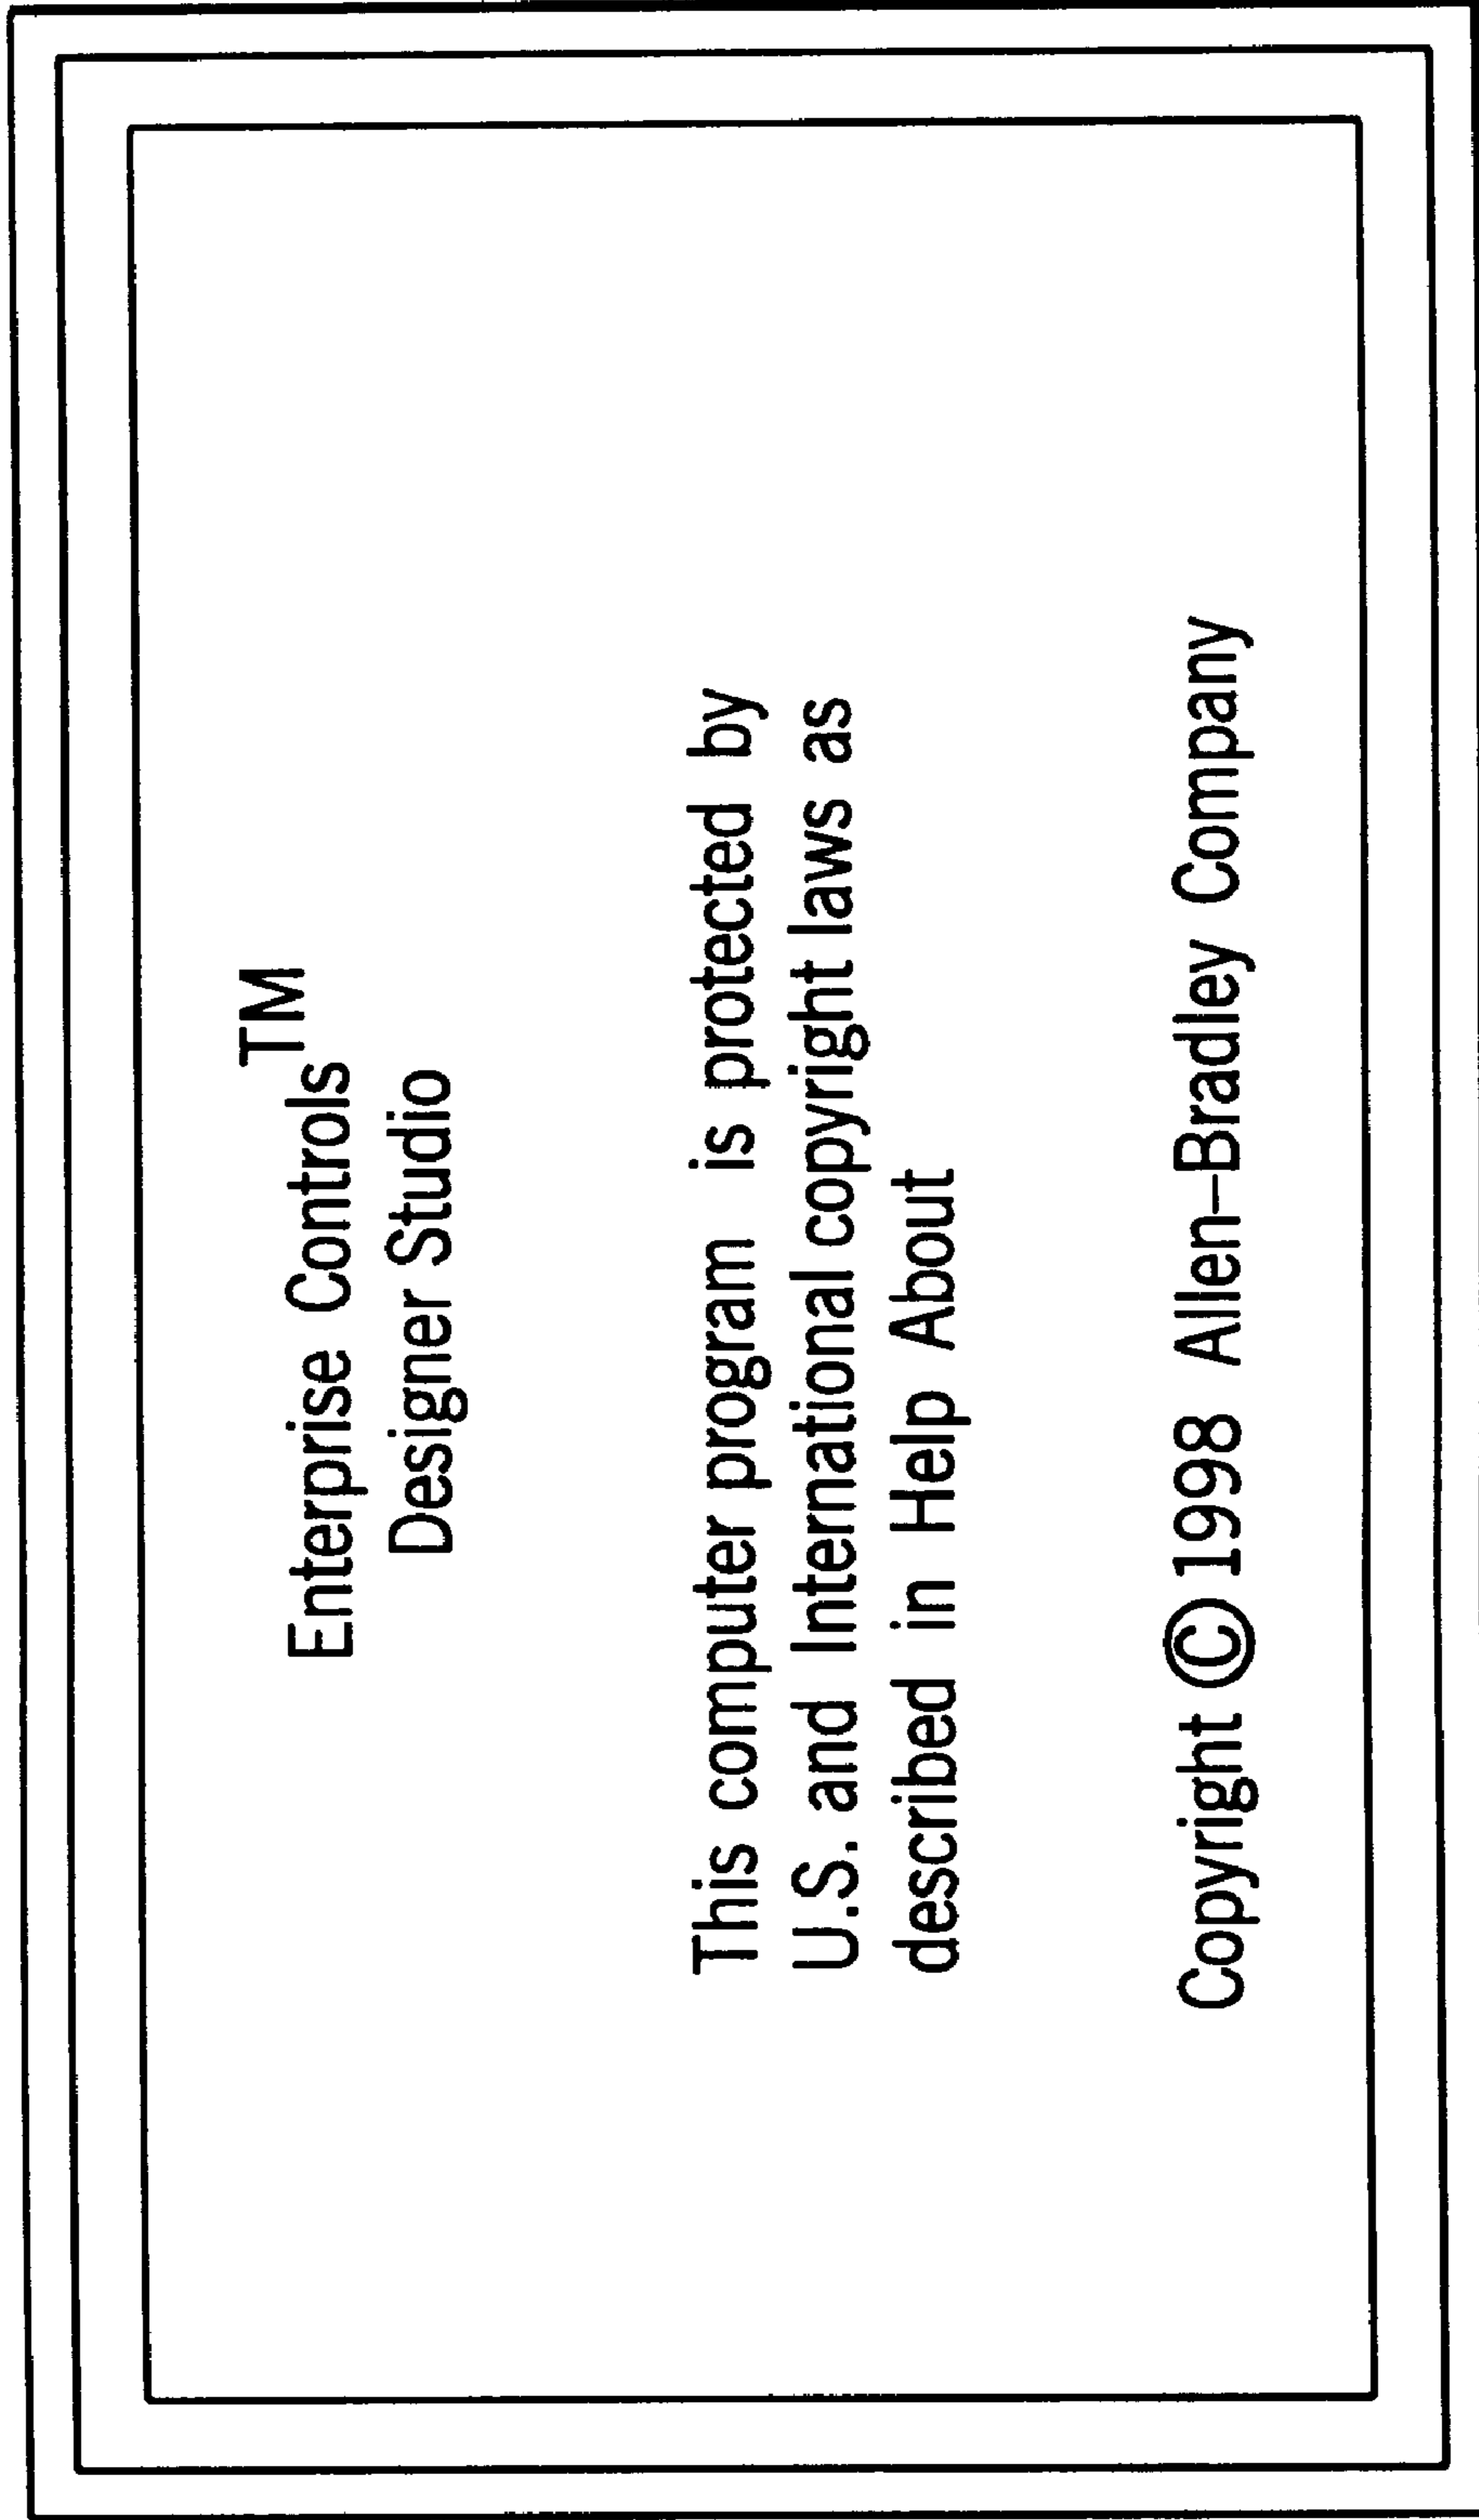 Enterprise Controls™
Designer Studio
This computer program is protected by
U.S. and International copyright laws as
described in Help About
Copyright © 1998 Allen–Bradley Company